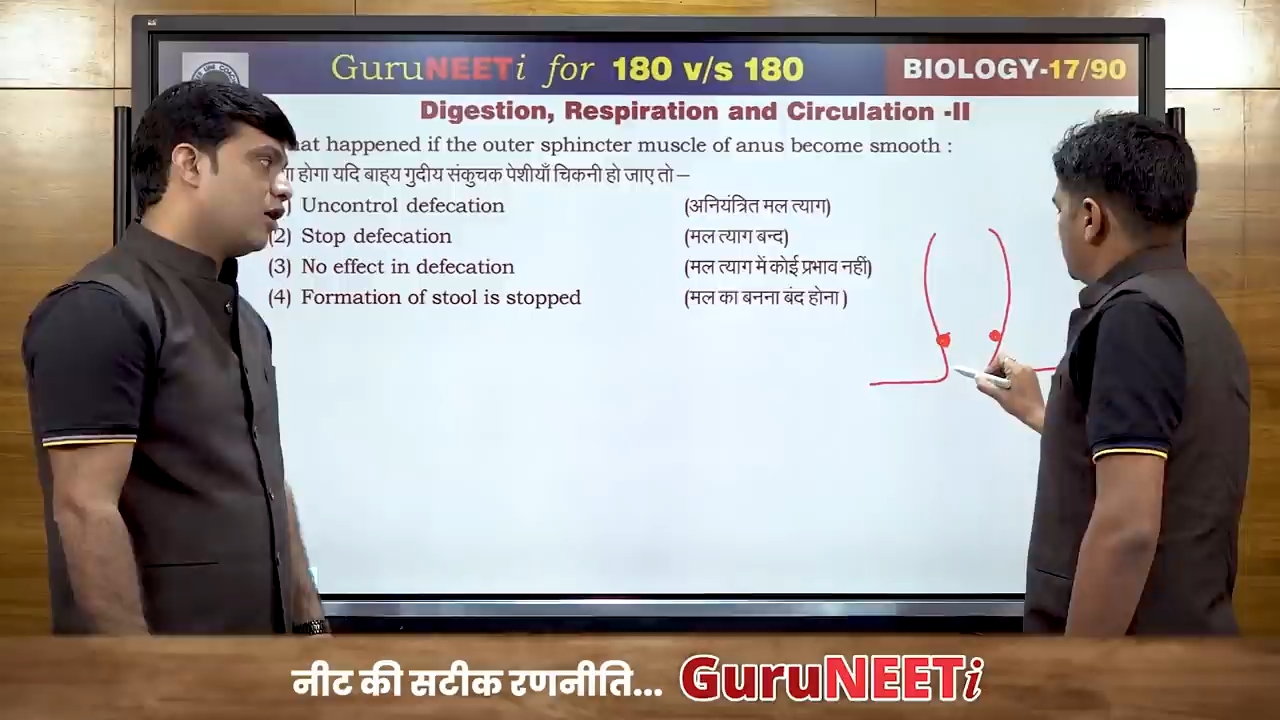 GuruNEETi for 180 v/s 180
BIOLOGY-17/90
Digestion, Respiration and Circulation -II
happened if the outer sphincter muscle of anus become smooth :
होगा यदि बाह्य गुदीय संकुचक पेशीयाँ चिकनी हो जाए तो –
Uncontrol defecation (अनियंत्रित मल त्याग)
(2) Stop defecation (मल त्याग बन्द)
(3) No effect in defecation (मल त्याग में कोई प्रभाव नहीं)
(4) Formation of stool is stopped (मल का बनना बंद होना )
नीट की सटीक रणनीति... GuruNEETi